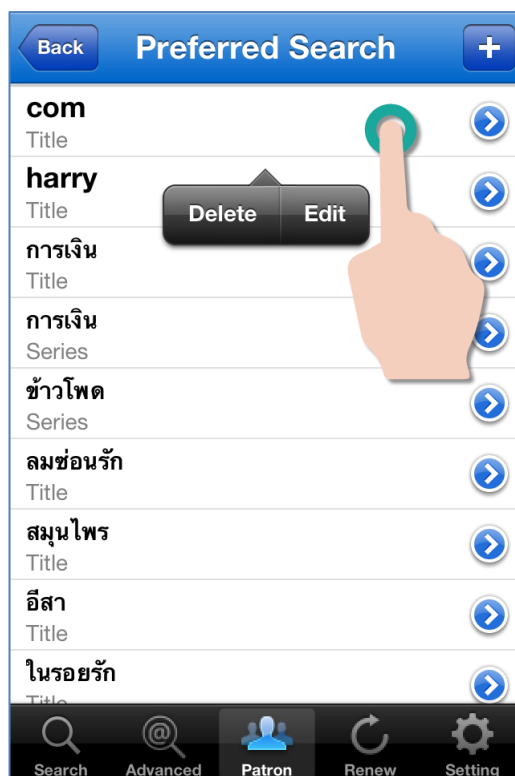 Back Preferred Search +
com
Title
harry
Title
Delete Edit
การเงิน
Title
การเงิน
Series
ข้าวโพด
Series
ลมซ่อนรัก
Title
สมุนไพร
Title
อีสา
Title
ในรอยรัก
Title
Search Advanced Patron Renew Setting